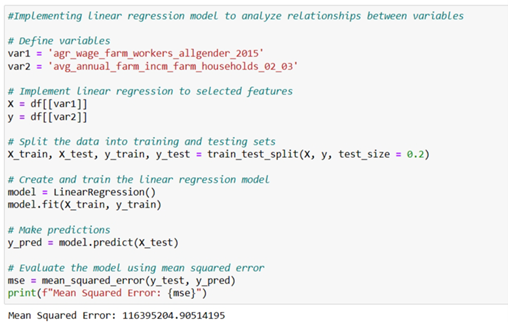 #Implementing linear regression model to analyze relationships between variables
# Define variables
var1 = 'agr_wage_farm_workers_allgender_2015'
var2 = 'avg_annual_farm_incm_farm_households_02_03'
# Implement linear regression to selected features
X = df[[var1]]
y = df[[var2]]
# Split the data into training and testing sets
X_train, X_test, y_train, y_test = train_test_split(X, y, test_size = 0.2)
# Create and train the linear regression model
model = LinearRegression()
model.fit(X_train, y_train)
# Make predictions
y_pred = model.predict(X_test)
# Evaluate the model using mean squared error
mse = mean_squared_error(y_test, y_pred)
print(f"Mean Squared Error: {mse}")
Mean Squared Error: 116395204.90514195